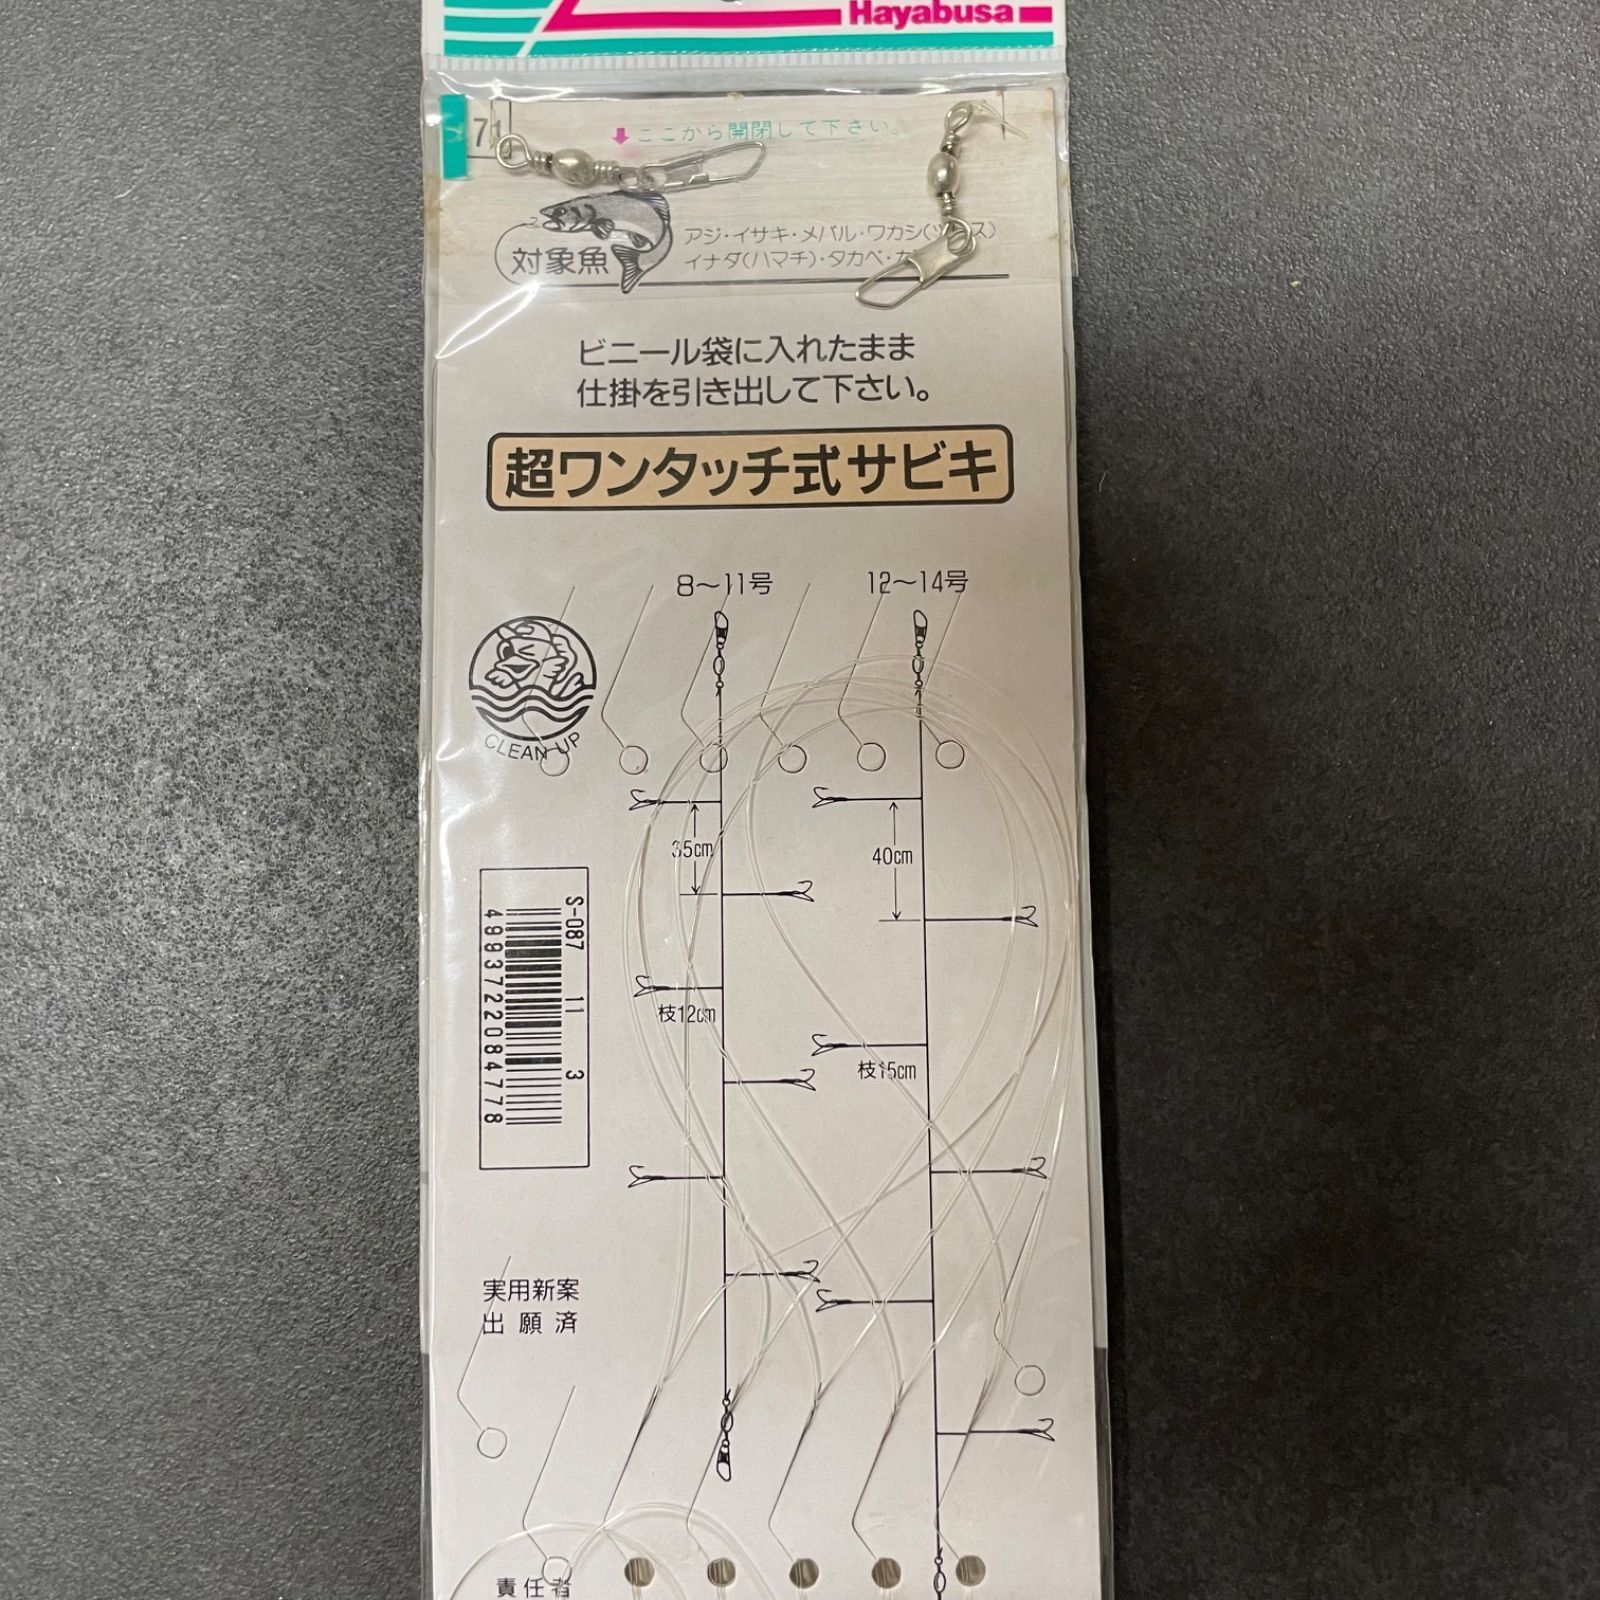 Hayabusa
ここから開閉して下さい。
対象魚
アジ・イサキ・メバル・ワカシ
イナダ(ハマチ)・タカベ・
ビニール袋に入れたまま
仕掛を引き出して下さい。
超ワンタッチ式サビキ
8〜11号
12〜14号
CLEAN UP
35cm
40cm
枝12cm
枝15cm
S-087 11 3
4993722084778
実用新案
出願済
責任者